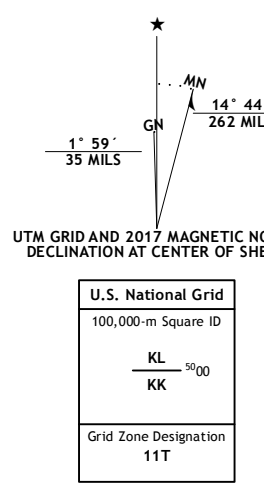 ★
MN
GN
14° 44
262 MIL
1° 59´
35 MILS
UTM GRID AND 2017 MAGNETIC NO
DECLINATION AT CENTER OF SHE
U.S. National Grid
100,000-m Square ID
KL
5000
KK
Grid Zone Designation
11T